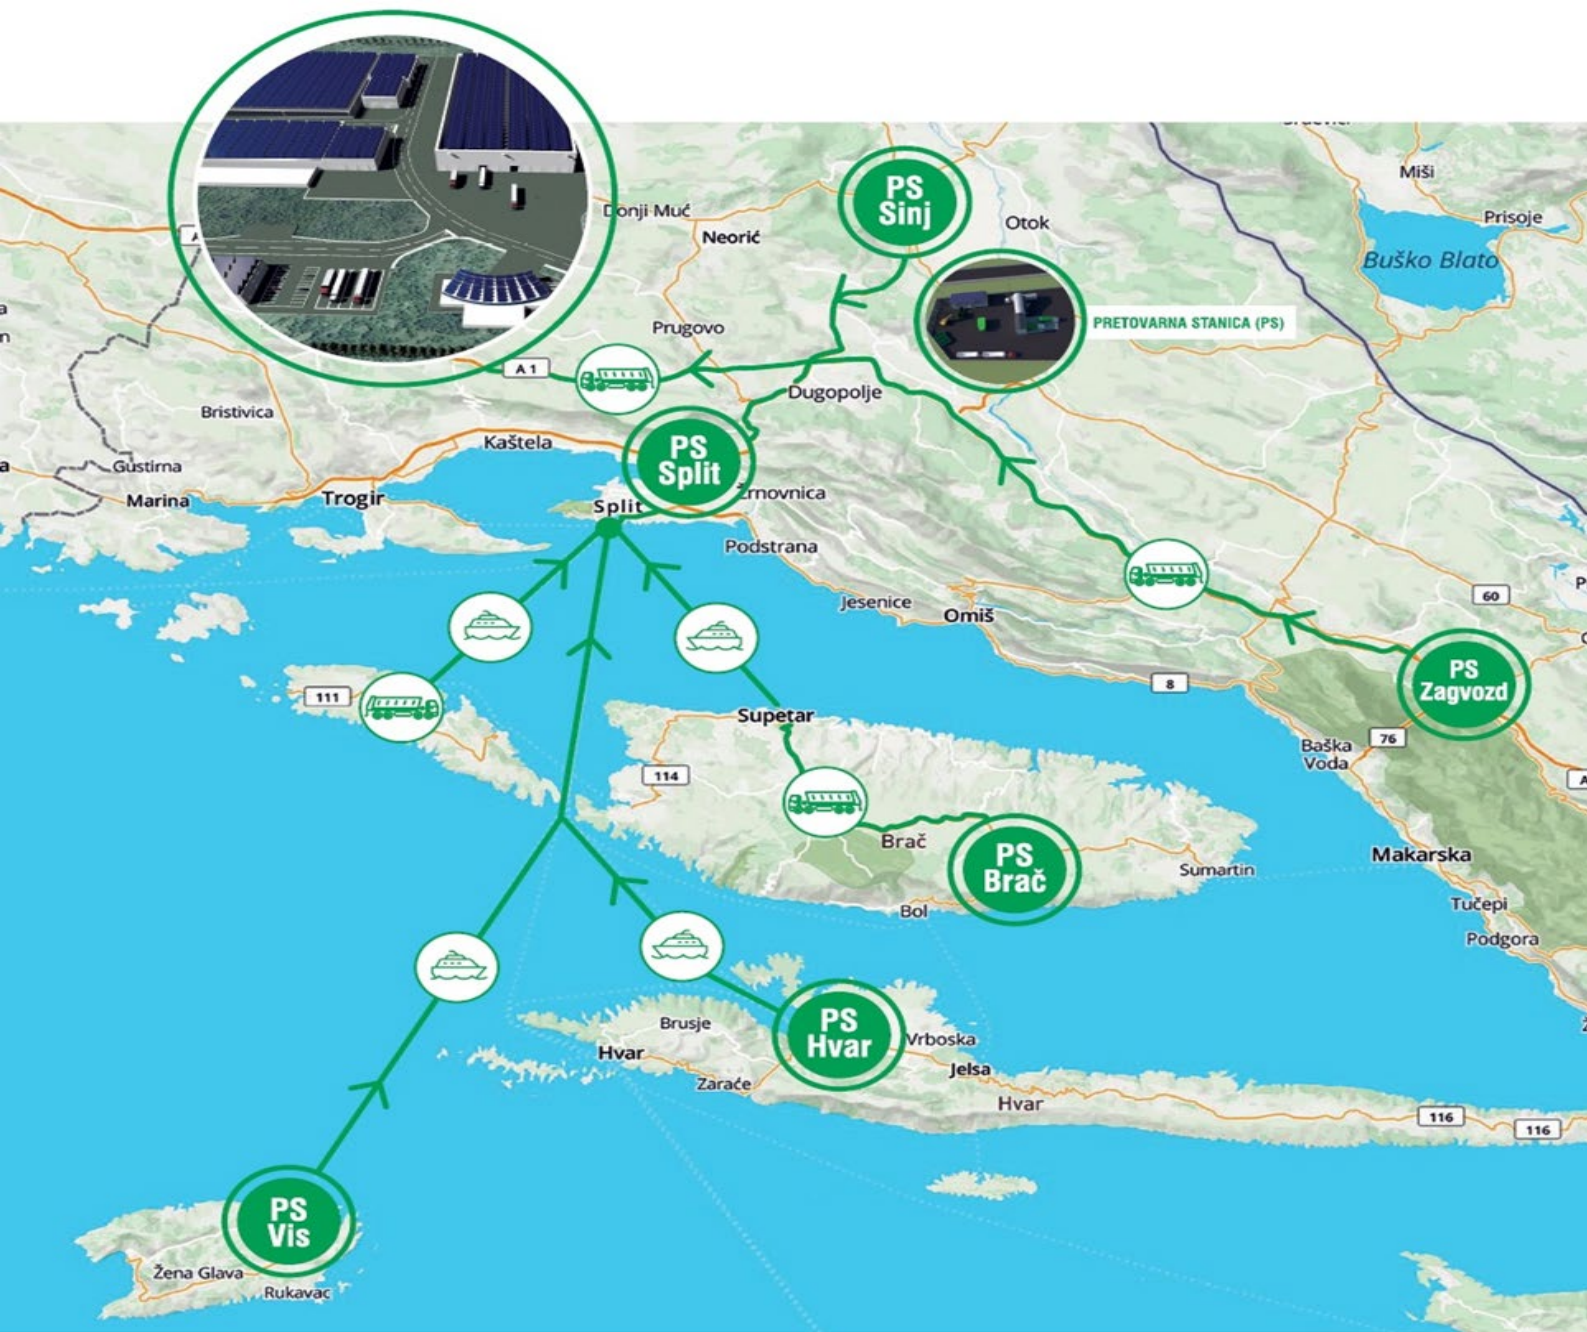 Miši
Prisoje
Buško Blato
PS
Sinj
Otok
Donji Muć
Neorić
PRETOVARNA STANICA (PS)
Prugovo
A 1
Dugopolje
Bristivica
Kaštela
PS
Split
Gustirna
Marina
Trogir
Split
Podstrana
Jesenice
Omiš
60
8
PS
Zagvozd
76
111
Supetar
Baška
Voda
114
Brač
PS
Brač
Makarska
Sumartin
Bol
Tučepi
Podgora
PS
Hvar
Brusje
Hvar
Vrboska
Zaraće
Jelsa
Hvar
116
116
PS
Vis
Žena Glava
Rukavac